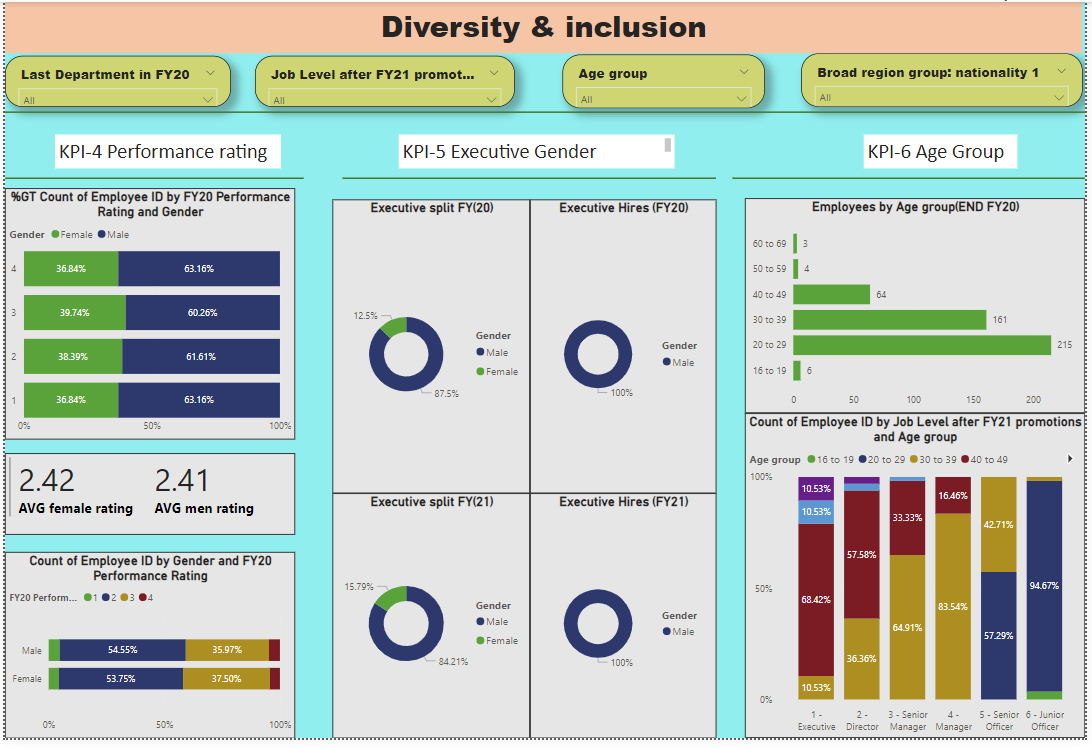 Diversity & inclusion
Last Department in FY20
All
Job Level after FY21 promot...
All
Age group
All
Broad region group: nationality 1
All
KPI-4 Performance rating
KPI-5 Executive Gender
KPI-6 Age Group
%GT Count of Employee ID by FY20 Performance
Rating and Gender
Gender Female Male
4 36.84% 63.16%
3 39.74% 60.26%
2 38.39% 61.61%
1 36.84% 63.16%
0% 50% 100%
2.42 2.41
AVG female rating AVG men rating
Count of Employee ID by Gender and FY20
Performance Rating
FY20 Perform... 1 2 3 4
Male 54.55% 35.97%
Female 53.75% 37.50%
0% 50% 100%
Executive split FY(20)
12.5%
87.5%
Gender
Male
Female
Executive Hires (FY20)
100%
Gender
Male
Executive split FY(21)
15.79%
84.21%
Gender
Male
Female
Executive Hires (FY21)
100%
Gender
Male
Employees by Age group(END FY20)
60 to 69 3
50 to 59 4
40 to 49 64
30 to 39 161
20 to 29 215
16 to 19 6
0 50 100 150 200
Count of Employee ID by Job Level after FY21 promotions
and Age group
Age group 16 to 19 20 to 29 30 to 39 40 to 49
100%
50%
0%
10.53%
10.53%
68.42%
10.53%
57.58%
36.36%
33.33%
64.91%
16.46%
83.54%
42.71%
57.29%
94.67%
1 -
Executive
2 -
Director
3 - Senior
Manager
4 -
Manager
5 - Senior
Officer
6 - Junior
Officer